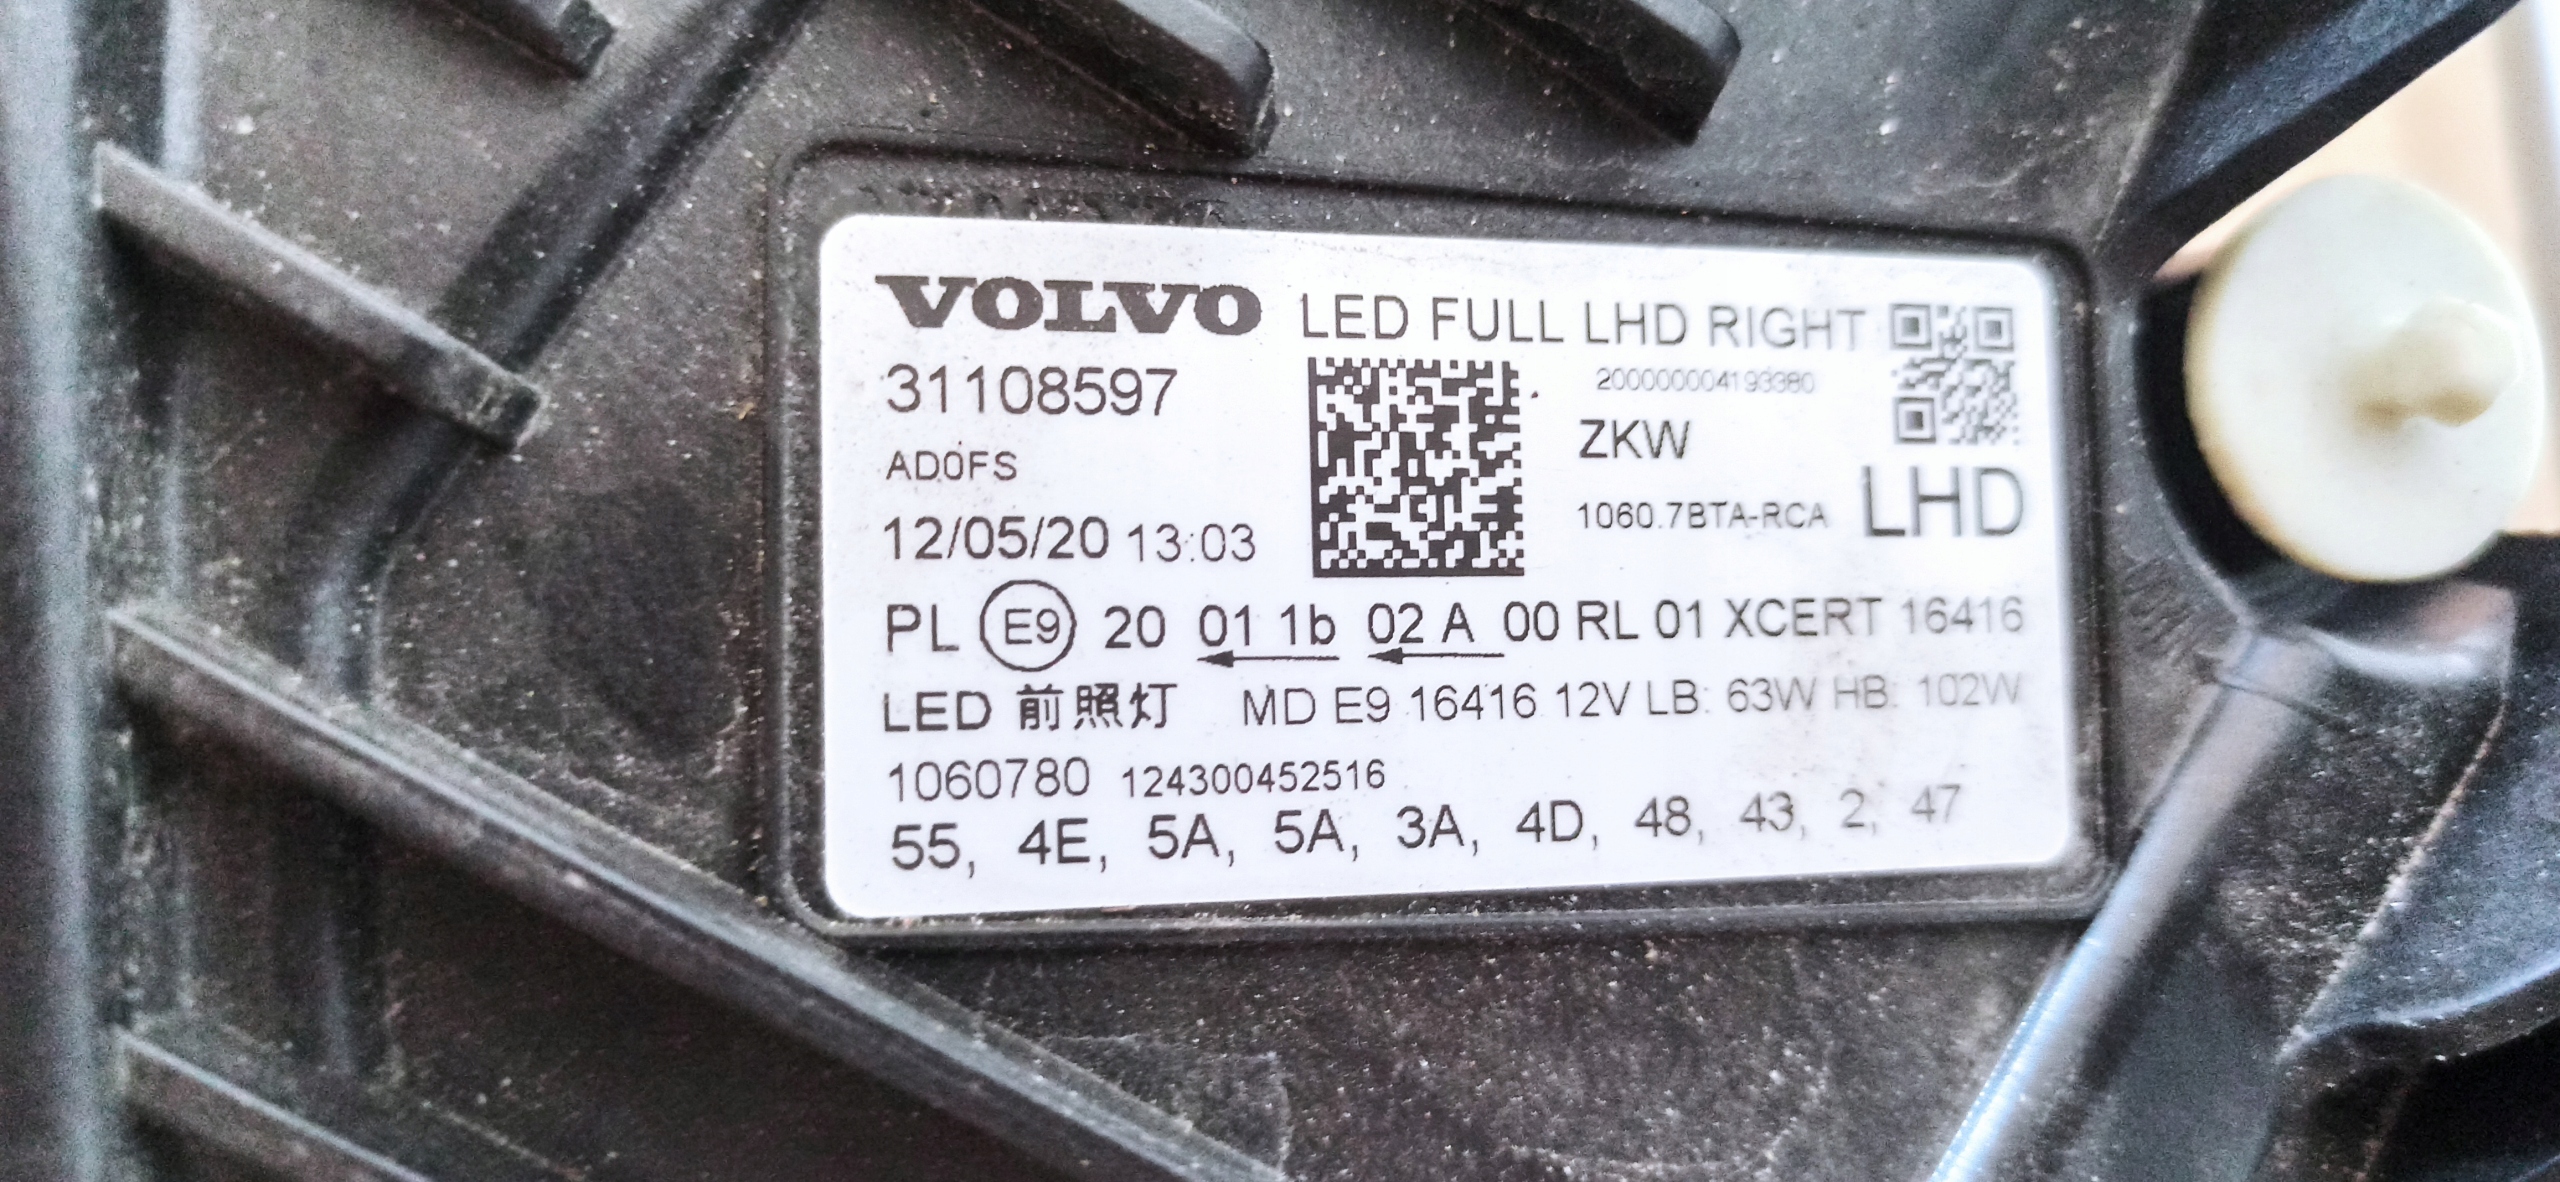 VOLVO LED FULL LHD RIGHT
31108597 200000004193380
AD0FS ZKW
12/05/20 13:03 1060.7BTA-RCA LHD
PL E9 20 01 1b 02 A 00 RL 01 XCERT 16416
LED 前照灯 MD E9 16416 12V LB: 63W HB: 102W
1060780 124300452516
55, 4E, 5A, 5A, 3A, 4D, 48, 43, 2, 47